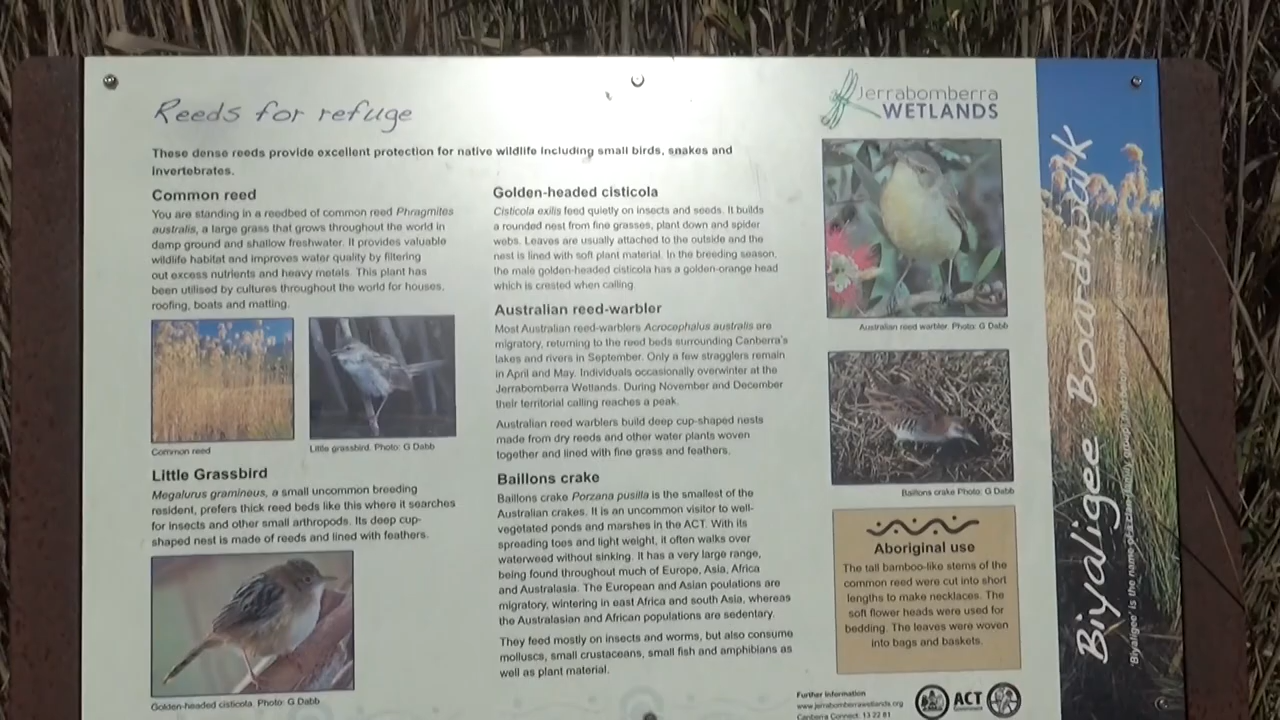 Reeds for refuge
These dense reeds provide excellent protection for native wildlife including small birds, snakes and
invertebrates.
Common reed
You are standing in a reedbed of common reed Phragmites
australis, a large grass that grows throughout the world in
damp ground and shallow freshwater. It provides valuable
wildlife habitat and improves water quality by filtering
out excess nutrients and heavy metals. This plant has
been utilised by cultures throughout the world for houses,
roofing, boats and matting.
Common reed
Little grassbird. Photo: G Dabb
Little Grassbird
Megalurus gramineus, a small uncommon breeding
resident, prefers thick reed beds like this where it searches
for insects and other small arthropods. Its deep cup-
shaped nest is made of reeds and lined with feathers.
Golden-headed cisticola. Photo: G Dabb
Golden-headed cisticola
Cisticola exilis feed quietly on insects and seeds. It builds
a rounded nest from fine grasses, plant down and spider
webs. Leaves are usually attached to the outside and the
nest is lined with soft plant material. In the breeding season,
the male golden-headed cisticola has a golden-orange head
which is crested when calling.
Australian reed-warbler
Most Australian reed-warblers Acrocephalus australis are
migratory, returning to the reed beds surrounding Canberra's
lakes and rivers in September. Only a few stragglers remain
in April and May. Individuals occasionally overwinter at the
Jerrabomberra Wetlands. During November and December
their territorial calling reaches a peak.
Australian reed warblers build deep cup-shaped nests
made from dry reeds and other water plants woven
together and lined with fine grass and feathers.
Baillons crake
Baillons crake Porzana pusilla is the smallest of the
Australian crakes. It is an uncommon visitor to well-
vegetated ponds and marshes in the ACT. With its
spreading toes and light weight, it often walks over
waterweed without sinking. It has a very large range,
being found throughout much of Europe, Asia, Africa
and Australasia. The European and Asian poulations are
migratory, wintering in east Africa and south Asia, whereas
the Australasian and African populations are sedentary.
They feed mostly on insects and worms, but also consume
molluscs, small crustaceans, small fish and amphibians as
well as plant material.
Jerrabomberra
WETLANDS
Australian reed warbler. Photo: G Dabb
Baillons crake Photo: G Dabb
Aboriginal use
The tall bamboo-like stems of the
common reed were cut into short
lengths to make necklaces. The
soft flower heads were used for
bedding. The leaves were woven
into bags and baskets.
Further information
www.jerrabomberrawetlands.org
Canberra Connect: 13 22 81
ACT
Government
Biyaligee Boardwalk
'Biyaligee' is the name of a clan family group